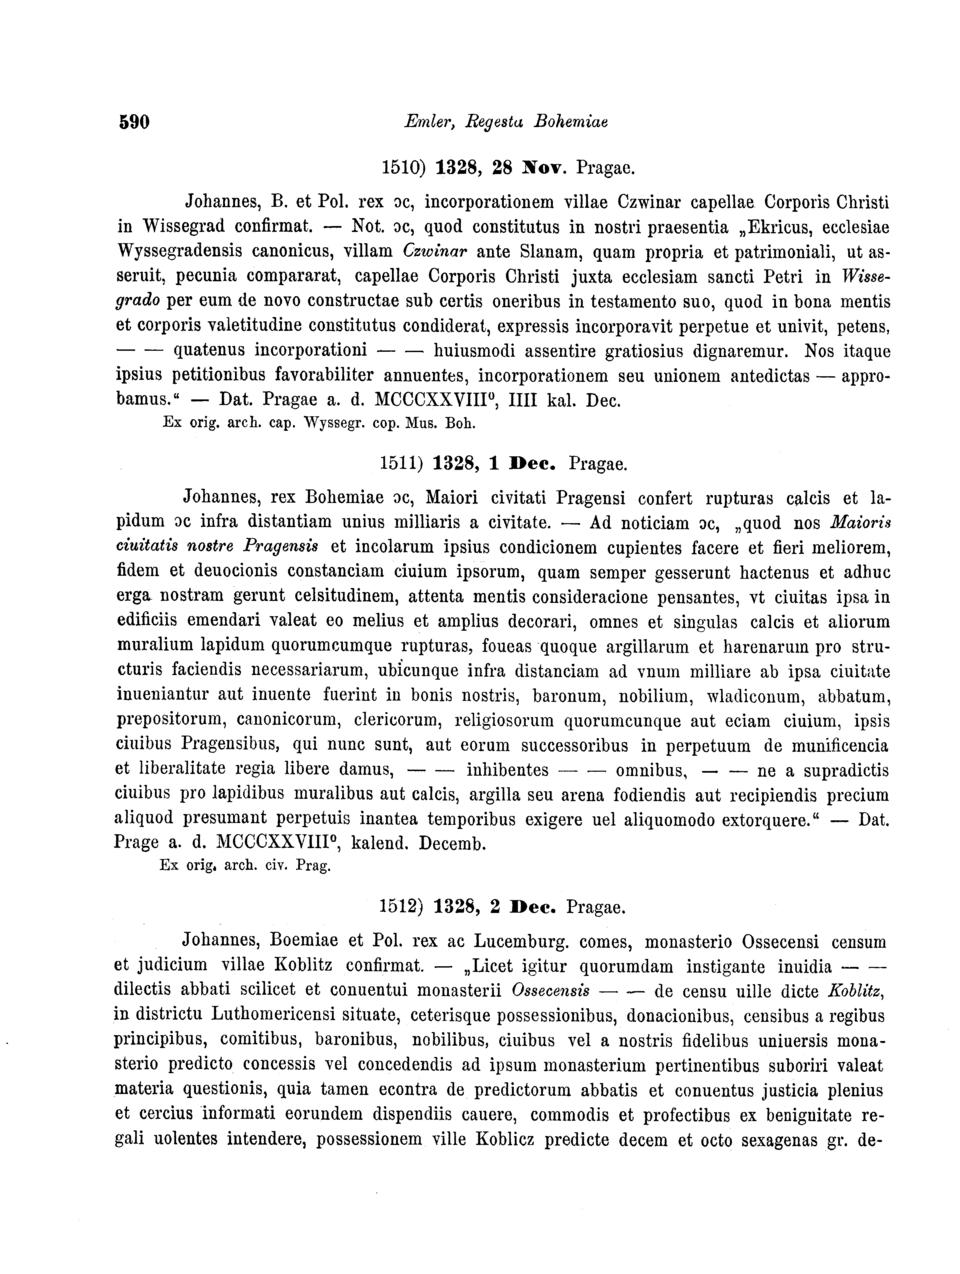 590 Emler, Regesta Bohemiae
1510) 1328, 28 Nov. Pragae.
Johannes, B. et Pol. rex ɔc, incorporationem villae Czwinar capellae Corporis Christi
in Wissegrad confirmat. — Not. ɔc, quod constitutus in nostri praesentia „Ekricus, ecclesiae
Wyssegradensis canonicus, villam Czwinar ante Slanam, quam propria et patrimoniali, ut as-
seruit, pecunia compararat, capellae Corporis Christi juxta ecclesiam sancti Petri in Wisse-
grado per eum de novo constructae sub certis oneribus in testamento suo, quod in bona mentis
et corporis valetitudine constitutus condiderat, expressis incorporavit perpetue et univit, petens,
— — quatenus incorporationi — — huiusmodi assentire gratiosius dignaremur. Nos itaque
ipsius petitionibus favorabiliter annuentes, incorporationem seu unionem antedictas — appro-
bamus.“ — Dat. Pragae a. d. MCCCXXVIII⁰, IIII kal. Dec.
Ex orig. arch. cap. Wyssegr. cop. Mus. Boh.
1511) 1328, 1 Dec. Pragae.
Johannes, rex Bohemiae ɔc, Maiori civitati Pragensi confert rupturas calcis et la-
pidum ɔc infra distantiam unius milliaris a civitate. — Ad noticiam ɔc, „quod nos Maioris
ciuitatis nostre Pragensis et incolarum ipsius condicionem cupientes facere et fieri meliorem,
fidem et deuocionis constanciam ciuium ipsorum, quam semper gesserunt hactenus et adhuc
erga nostram gerunt celsitudinem, attenta mentis consideracione pensantes, vt ciuitas ipsa in
edificiis emendari valeat eo melius et amplius decorari, omnes et singulas calcis et aliorum
muralium lapidum quorumcumque rupturas, foueas quoque argillarum et harenarum pro stru-
cturis faciendis necessariarum, ubicunque infra distanciam ad vnum milliare ab ipsa ciuitate
inueniantur aut inuente fuerint in bonis nostris, baronum, nobilium, wladiconum, abbatum,
prepositorum, canonicorum, clericorum, religiosorum quorumcunque aut eciam ciuium, ipsis
ciuibus Pragensibus, qui nunc sunt, aut eorum successoribus in perpetuum de munificencia
et liberalitate regia libere damus, — — inhibentes — — omnibus, — — ne a supradictis
ciuibus pro lapidibus muralibus aut calcis, argilla seu arena fodiendis aut recipiendis precium
aliquod presumant perpetuis inantea temporibus exigere uel aliquomodo extorquere.“ — Dat.
Prage a. d. MCCCXXVIII⁰, kalend. Decemb.
Ex orig. arch. civ. Prag.
1512) 1328, 2 Dec. Pragae.
Johannes, Boemiae et Pol. rex ac Lucemburg. comes, monasterio Ossecensi censum
et judicium villae Koblitz confirmat. — „Licet igitur quorumdam instigante inuidia — —
dilectis abbati scilicet et conuentui monasterii Ossecensis — — de censu uille dicte Koblitz,
in districtu Luthomericensi situate, ceterisque possessionibus, donacionibus, censibus a regibus
principibus, comitibus, baronibus, nobilibus, ciuibus vel a nostris fidelibus uniuersis mona-
sterio predicto concessis vel concedendis ad ipsum monasterium pertinentibus suboriri valeat
materia questionis, quia tamen econtra de predictorum abbatis et conuentus justicia plenius
et cercius informati eorundem dispendiis cauere, commodis et profectibus ex benignitate re-
gali uolentes intendere, possessionem ville Koblicz predicte decem et octo sexagenas gr. de-